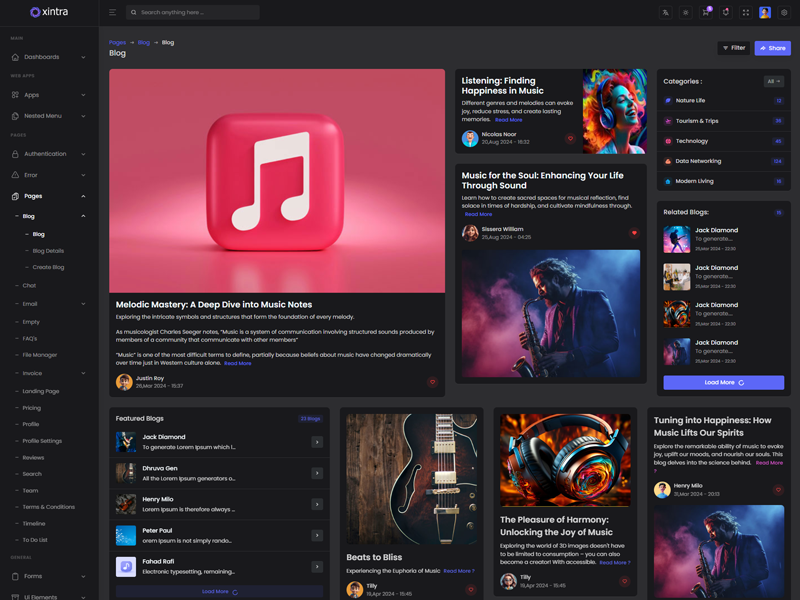 xintra
Search anything here ...
5
MAIN
Dashboards
WEB APPS
Apps
Nested Menu
PAGES
Authentication
Error
Pages
Blog
Blog
Blog Details
Create Blog
Chat
Email
Empty
FAQ's
File Manager
Invoice
Landing Page
Pricing
Profile
Profile Settings
Reviews
Search
Team
Terms & Conditions
Timeline
To Do List
GENERAL
Forms
UI Elements
Pages → Blog → Blog
Blog
Filter
Share
Melodic Mastery: A Deep Dive into Music Notes
Exploring the intricate symbols and structures that form the foundation of every melody.
As musicologist Charles Seeger notes, "Music is a system of communication involving structured sounds produced by
members of a community that communicate with other members"
"Music" is one of the most difficult terms to define, partially because beliefs about music have changed dramatically
over time just in Western culture alone. Read More
Justin Roy
26,Mar 2024 - 15:37
Listening: Finding
Happiness in Music
Different genres and melodies can evoke
joy, reduce stress, and create lasting
memories. Read More
Nicolas Noor
20,Aug 2024 - 16:32
Music for the Soul: Enhancing Your Life
Through Sound
Learn how to create sacred spaces for musical reflection, find
solace in times of hardship, and cultivate mindfulness through.
Read More
Sissera William
25,Aug 2024 - 04:25
Categories :
All →
Nature Life
12
Tourism & Trips
Technology
Data Networking
124
Modern Living
Related Blogs:
Jack Diamond
To generate...
25,Mar 2024 - 23:20
Jack Diamond
To generate...
25,Mar 2024 - 23:20
Jack Diamond
To generate...
25,Mar 2024 - 23:20
Jack Diamond
To generate...
25,Mar 2024 - 23:20
Load More
Featured Blogs
23 Blogs
Jack Diamond
To generate Lorem Ipsum which l...
Dhruva Gen
All the Lorem Ipsum generators o...
Henry Milo
Lorem Ipsum is therefore always ...
Peter Paul
orem Ipsum is not simply rando...
Fahad Rafi
Electronic typesetting, remaining...
Load More
Beats to Bliss
Experiencing the Euphoria of Music Read More ?
Tilly
16,Apr 2024 - 15:45
The Pleasure of Harmony:
Unlocking the Joy of Music
Exploring the world of 3D images doesn't have
to be limited to consumption – you can also
become a creator! With accessible. Read More ?
Tilly
16,Apr 2024 - 15:45
Tuning into Happiness: How
Music Lifts Our Spirits
Explore the remarkable ability of music to evoke
joy, uplift our moods, and nourish our souls. This
blog delves into the science behind. Read More
?
Henry Milo
31,Mar 2024 - 20:13